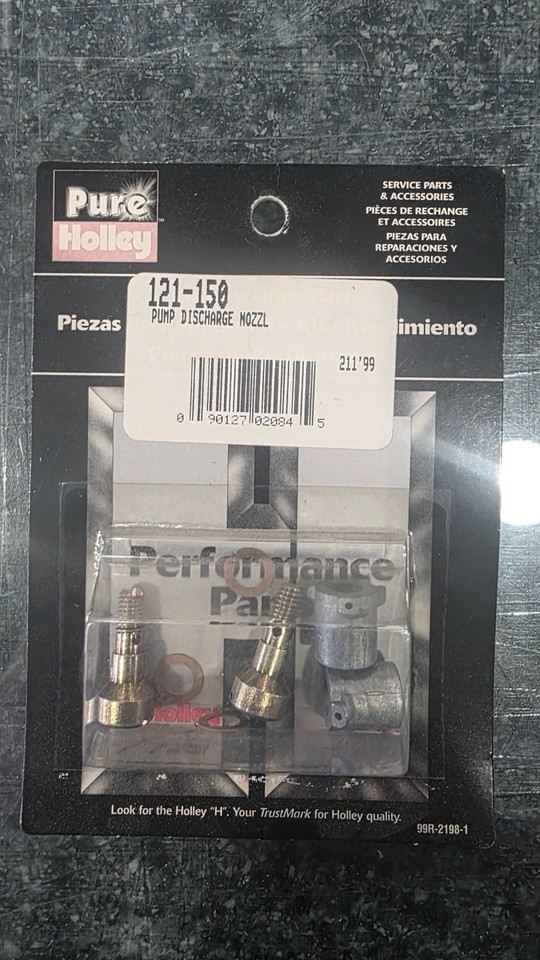 Pure
Holley
SERVICE PARTS
& ACCESSORIES
PIÈCES DE RECHANGE
ET ACCESSOIRES
PIEZAS PARA
REPARACIONES Y
ACCESORIOS
121-150
PUMP DISCHARGE NOZZL
211'99
0 90127 02084 5
Piezas
Alto Rendimiento
Performance
Parts
Holley
Look for the Holley "H". Your TrustMark for Holley quality.
99R-2198-1